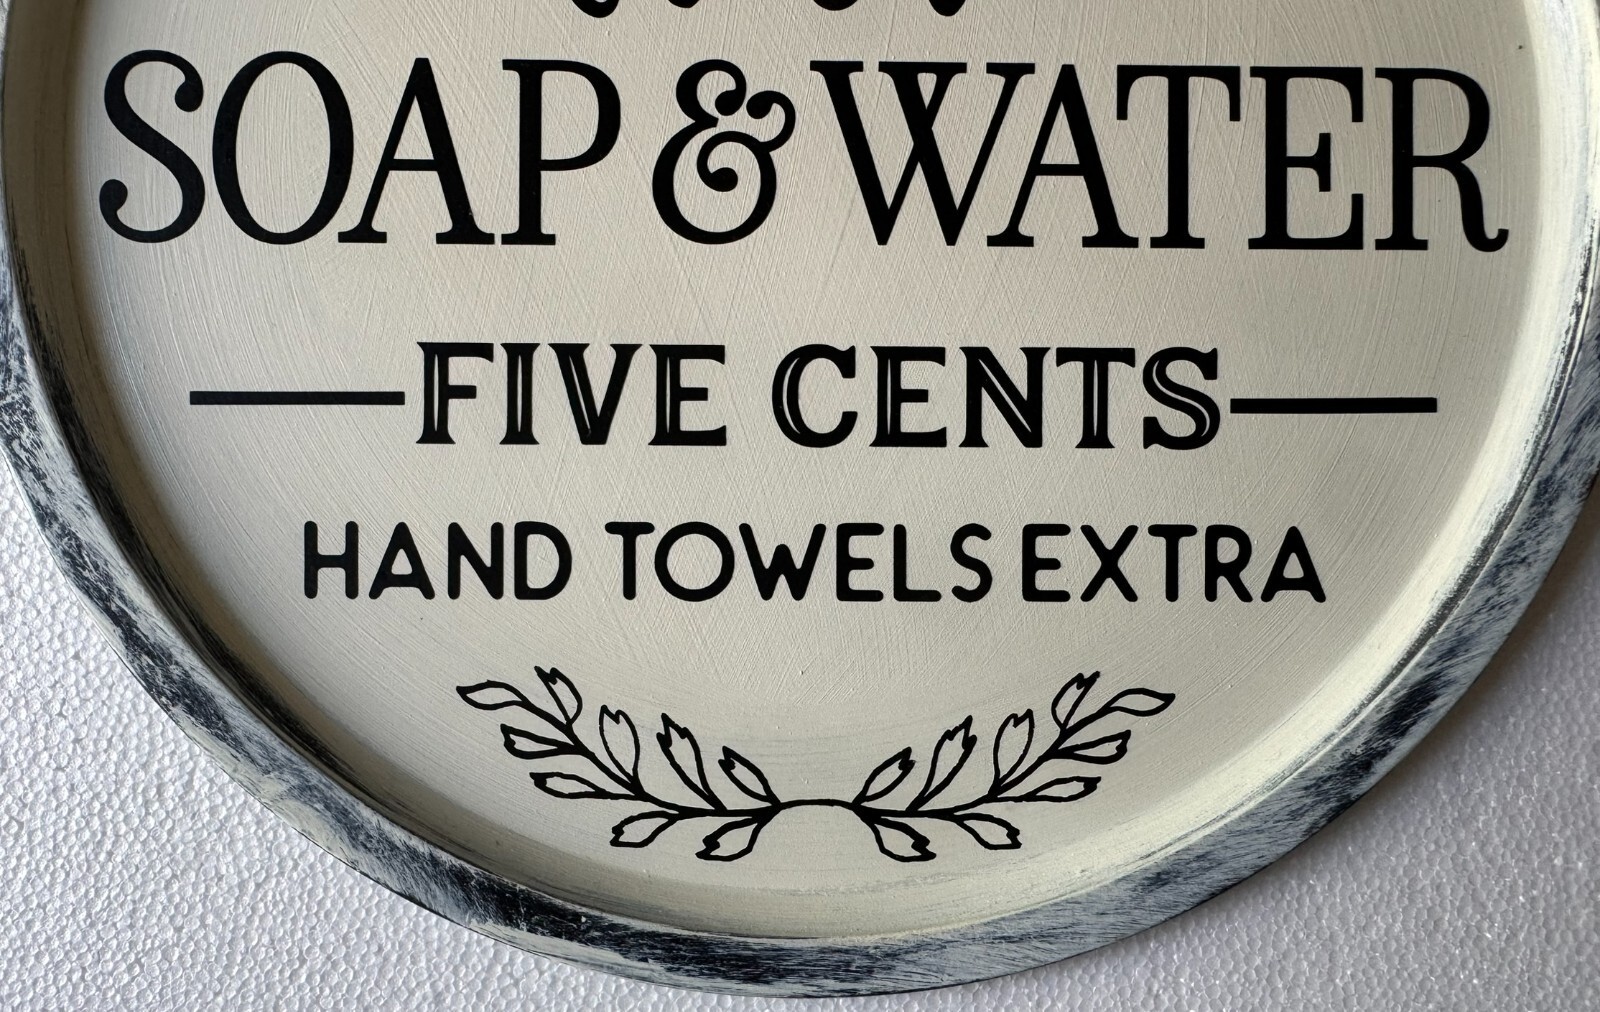 SOAP & WATER
FIVE CENTS
HAND TOWELS EXTRA